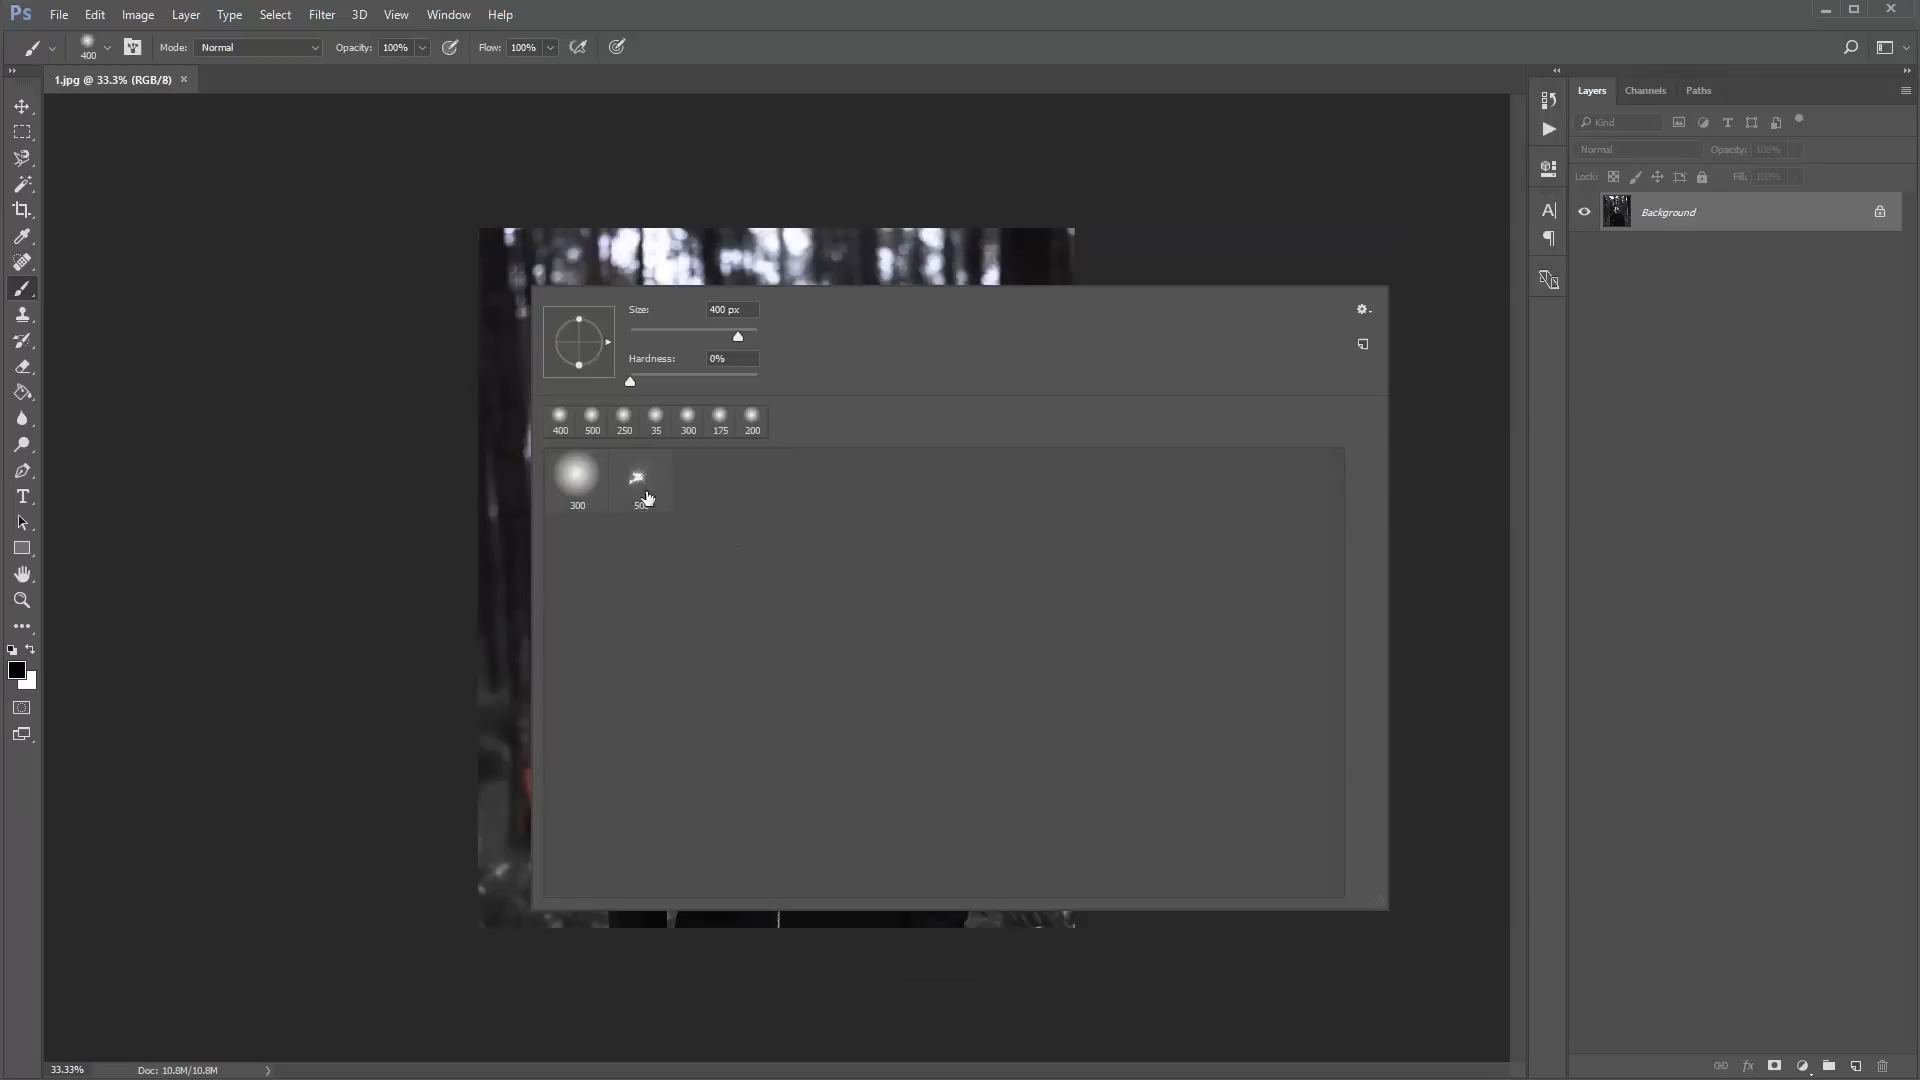 Ps File Edit Image Layer Type Select Filter 3D View Window Help
400 Mode: Normal Opacity: 100% Flow: 100%
1.jpg @ 33.3% (RGB/8)
Layers Channels Paths
Kind
Normal Opacity: 100%
Lock: Fill: 100%
Background
Size: 400 px
Hardness: 0%
400 500 250 35 300 175 200
300
33.33% Doc: 10.8M/10.8M